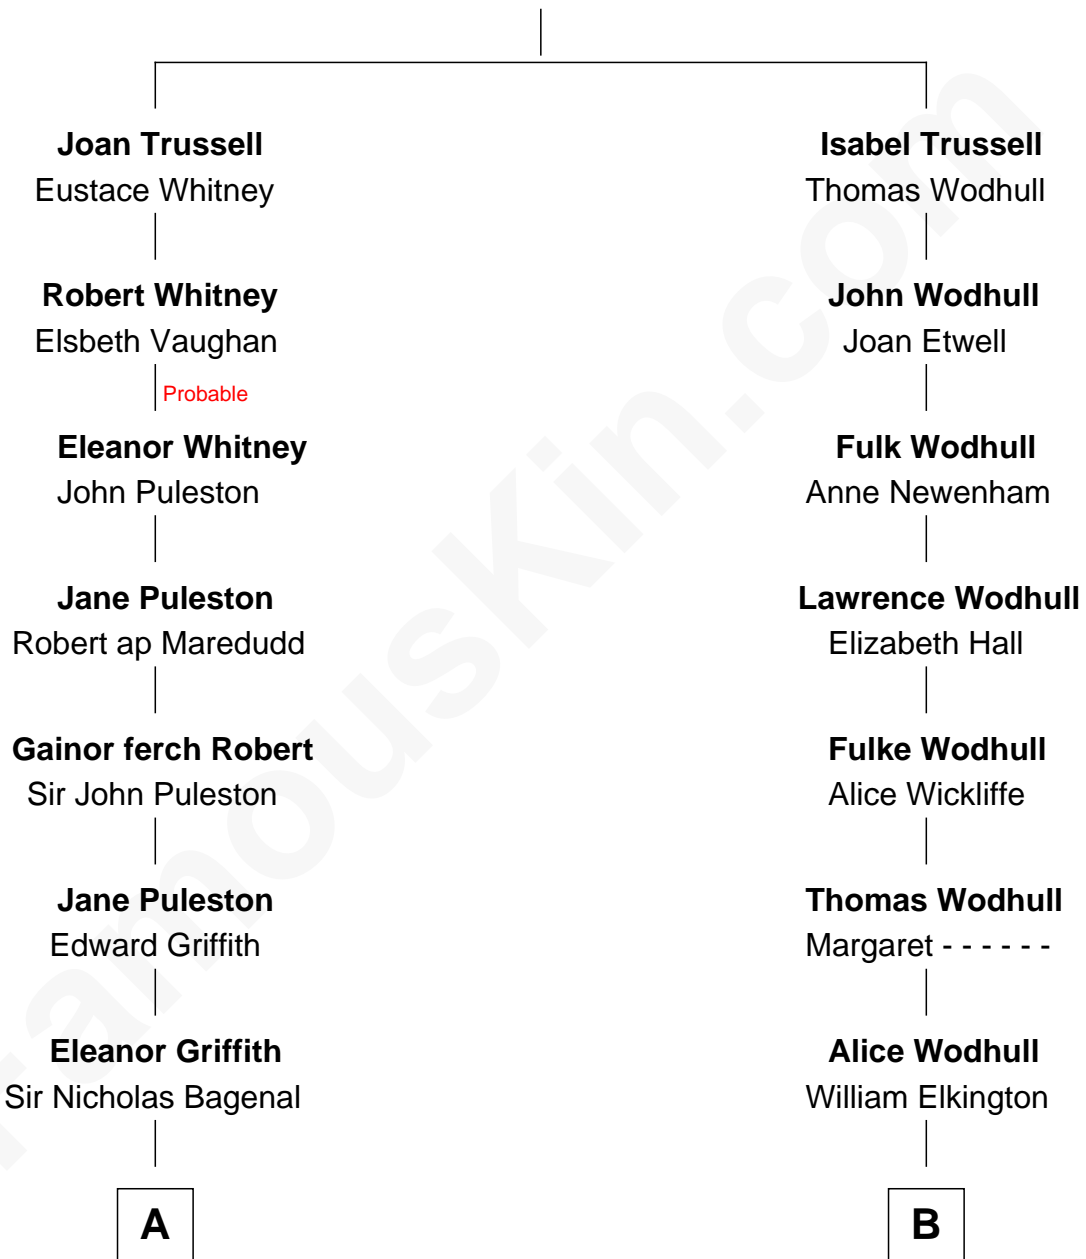 Joan Trussell
Eustace Whitney
Robert Whitney
Elsbeth Vaughan
Probable
Eleanor Whitney
John Puleston
Jane Puleston
Robert ap Maredudd
Gainor ferch Robert
Sir John Puleston
Jane Puleston
Edward Griffith
Eleanor Griffith
Sir Nicholas Bagenal
A
Isabel Trussell
Thomas Wodhull
John Wodhull
Joan Etwell
Fulk Wodhull
Anne Newenham
Lawrence Wodhull
Elizabeth Hall
Fulke Wodhull
Alice Wickliffe
Thomas Wodhull
Margaret - - - - - -
Alice Wodhull
William Elkington
B
FamousKin.com